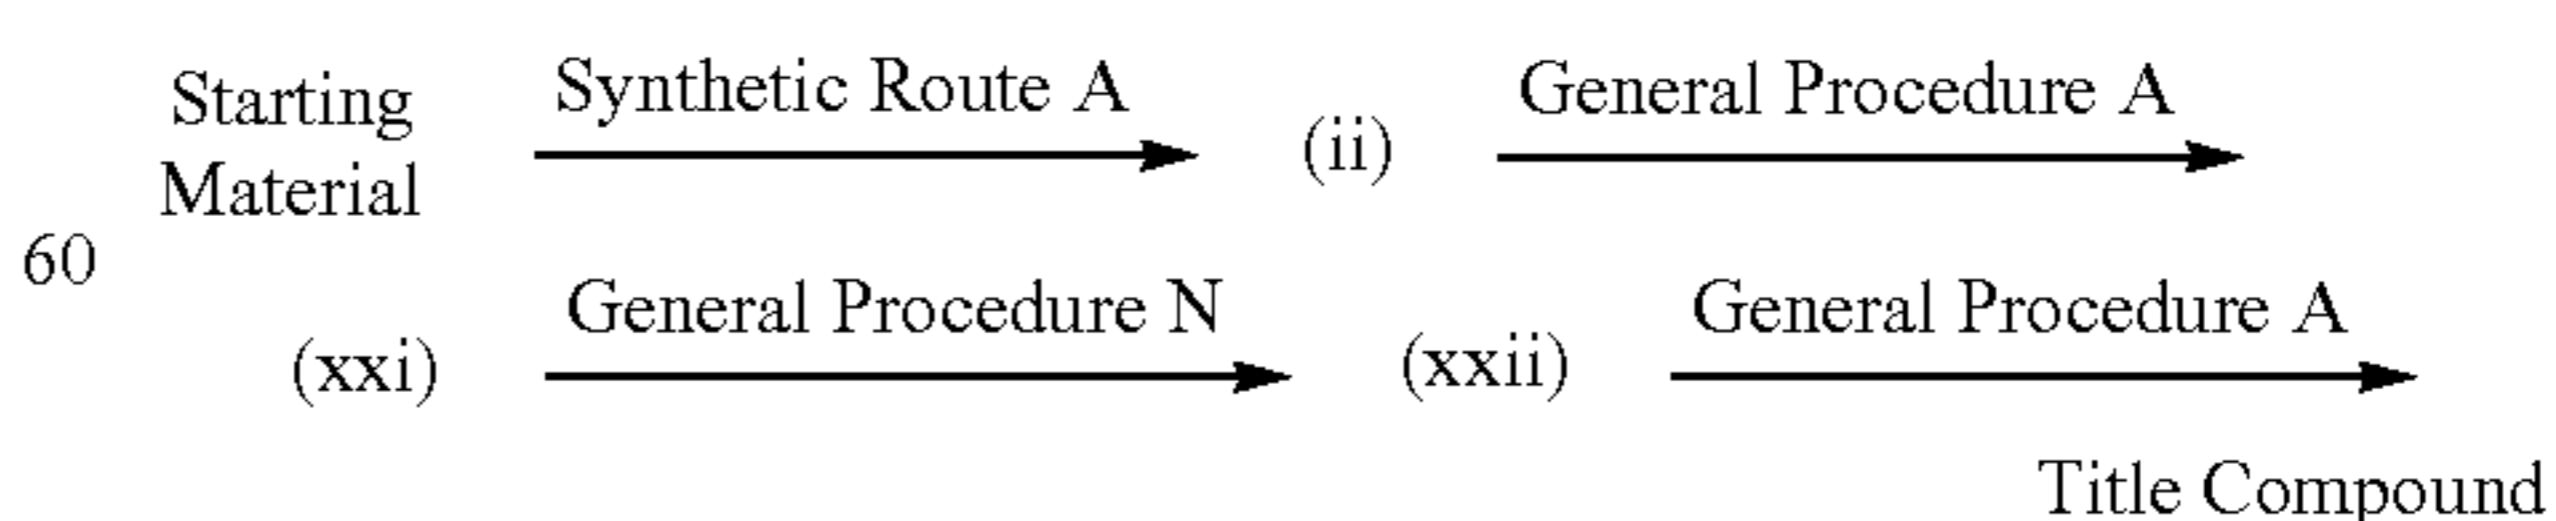 Starting Material Synthetic Route A (ii) General Procedure A
60
(xxi) General Procedure N (xxii) General Procedure A
Title Compound